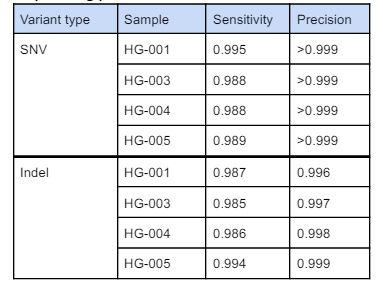 Variant type Sample Sensitivity Precision
SNV HG-001 0.995 >0.999
HG-003 0.988 >0.999
HG-004 0.988 >0.999
HG-005 0.989 >0.999
Indel HG-001 0.987 0.996
HG-003 0.985 0.997
HG-004 0.986 0.998
HG-005 0.994 0.999